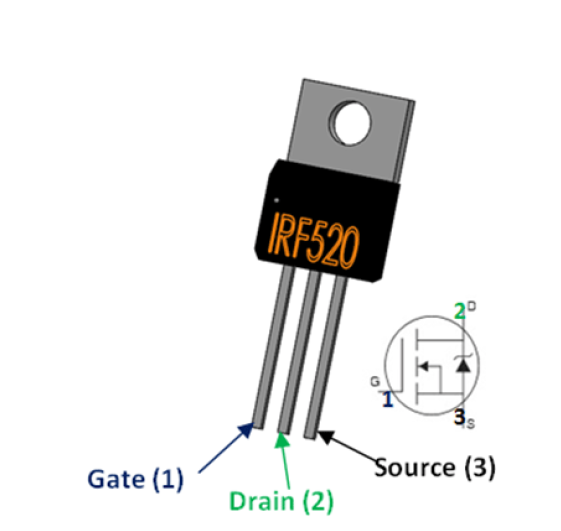 IRF520
2 D
G
1
3 S
Gate (1)
Source (3)
Drain (2)